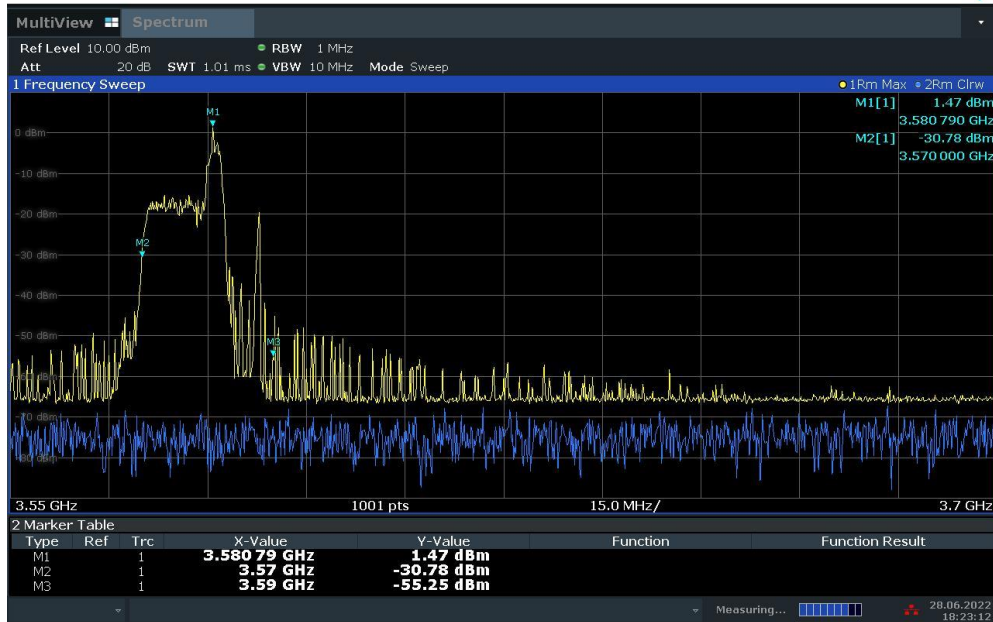 MultiView Spectrum
Ref Level 10.00 dBm RBW 1 MHz
Att 20 dB SWT 1.01 ms VBW 10 MHz Mode Sweep
1 Frequency Sweep 1Rm Max 2Rm Clrw
M1[1] 1.47 dBm
3.580 790 GHz
M2[1] -30.78 dBm
3.570 000 GHz
M1
0 dBm
-10 dBm
-20 dBm
M2
-30 dBm
-40 dBm
-50 dBm
M3
-70 dBm
3.55 GHz 1001 pts 15.0 MHz/ 3.7 GHz
2 Marker Table
Type Ref Trc X-Value Y-Value Function Function Result
M1 1 3.580 79 GHz 1.47 dBm
M2 1 3.57 GHz -30.78 dBm
M3 1 3.59 GHz -55.25 dBm
Measuring... 28.06.2022
18:23:12